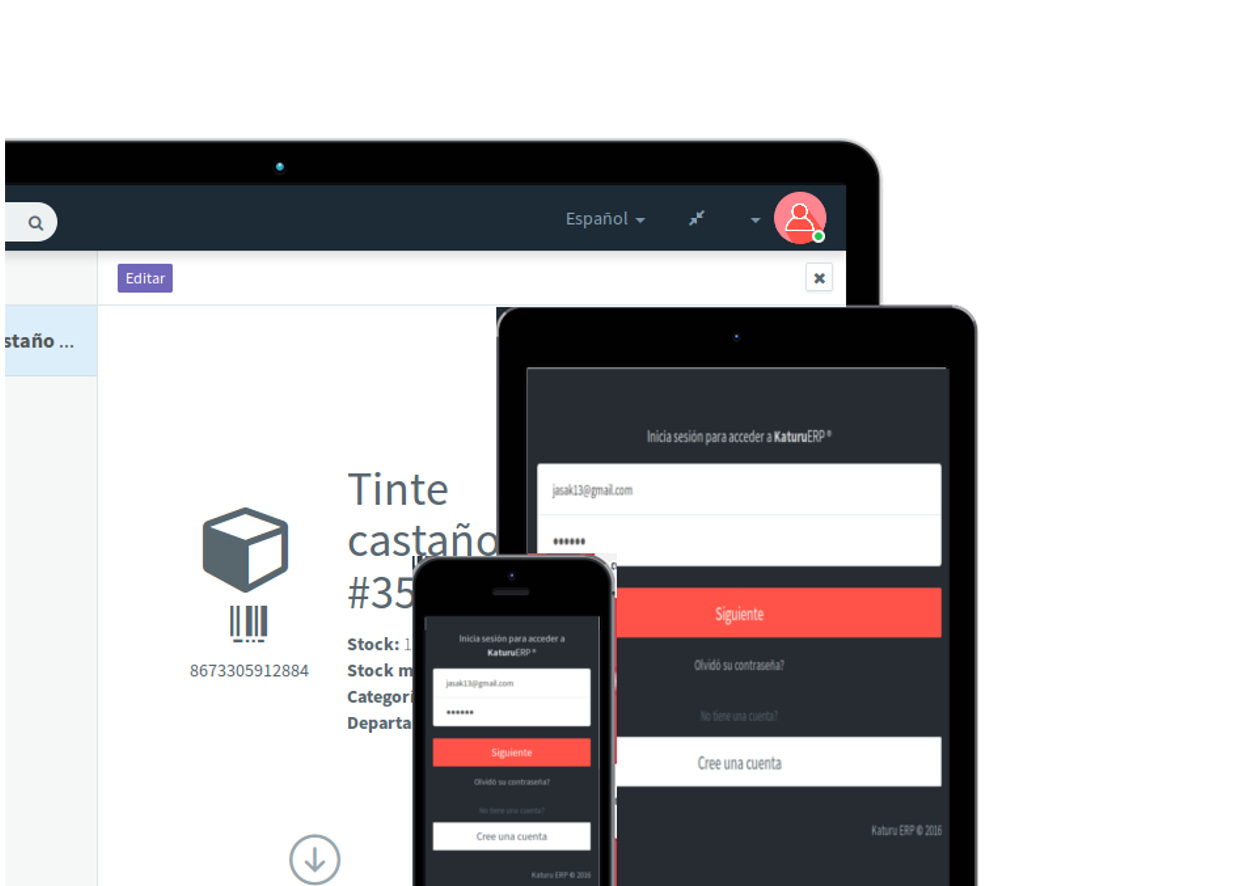 Español
Editar
staño ...
Tinte
castaño
#35
8673305912884
Stock: 1
Stock m
Categorí
Departa
Inicia sesión para acceder a KaturuERP ®
jasak13@gmail.com
••••••
Siguiente
Olvidó su contraseña?
No tiene una cuenta?
Cree una cuenta
Katuru ERP © 2016
Inicia sesión para acceder a
KaturuERP ®
jasak13@gmail.com
••••••
Siguiente
Olvidó su contraseña?
No tiene una cuenta?
Cree una cuenta
Katuru ERP © 2016